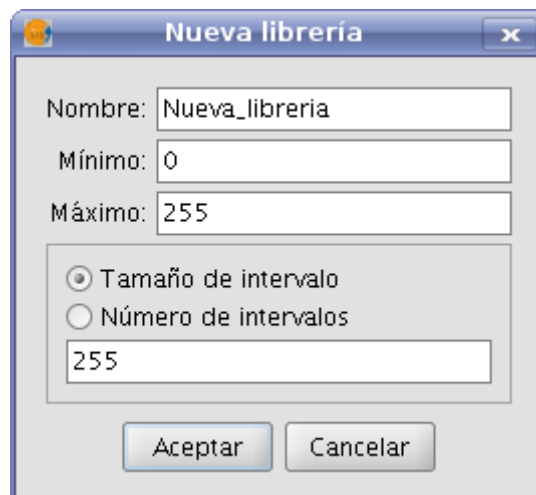 Nueva librería
Nombre: Nueva_libreria
Mínimo: 0
Máximo: 255
Tamaño de intervalo
Número de intervalos
255
Aceptar Cancelar